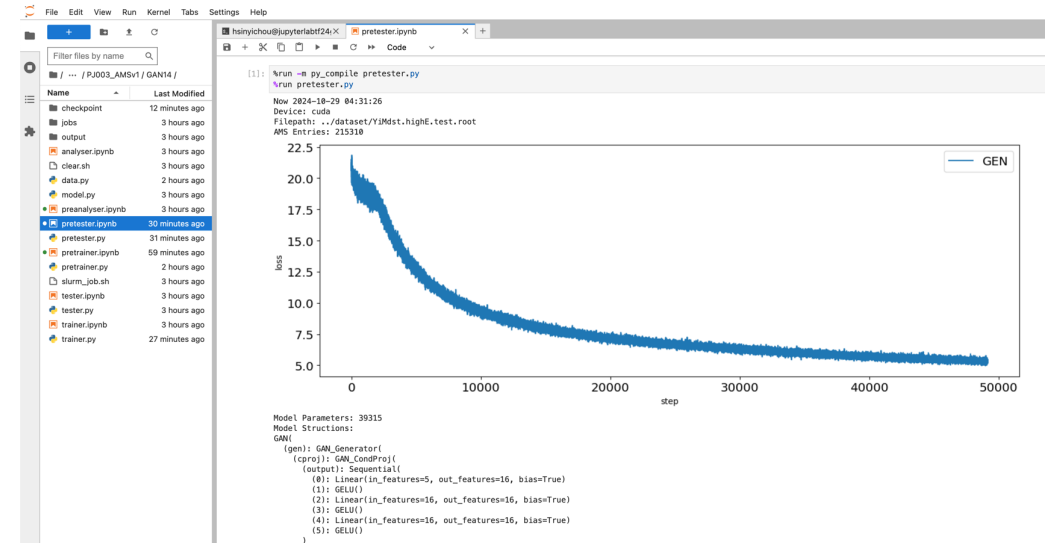 File Edit View Run Kernel Tabs Settings Help
hsinyichou@jupyterlabtf24
pretester.ipynb
Code
Filter files by name
/ ··· / PJ003_AMSv1 / GAN14 /
Name Last Modified
checkpoint 12 minutes ago
jobs 3 hours ago
output 3 hours ago
analyser.ipynb 3 hours ago
clear.sh 3 hours ago
data.py 2 hours ago
model.py 3 hours ago
preanalyser.ipynb 3 hours ago
pretester.ipynb 30 minutes ago
pretester.py 31 minutes ago
pretrainer.ipynb 59 minutes ago
pretrainer.py 2 hours ago
slurm_job.sh 3 hours ago
tester.ipynb 3 hours ago
tester.py 3 hours ago
trainer.ipynb 3 hours ago
trainer.py 27 minutes ago
[1]: %run -m py_compile pretester.py
%run pretester.py
Now 2024-10-29 04:31:26
Device: cuda
Filepath: ../dataset/YiMdst.highE.test.root
AMS Entries: 215310
22.5
20.0
17.5
15.0
12.5
10.0
7.5
5.0
loss
GEN
0 10000 20000 30000 40000 50000
step
Model Parameters: 39315
Model Structions:
GAN(
(gen): GAN_Generator(
(cproj): GAN_CondProj(
(output): Sequential(
(0): Linear(in_features=5, out_features=16, bias=True)
(1): GELU()
(2): Linear(in_features=16, out_features=16, bias=True)
(3): GELU()
(4): Linear(in_features=16, out_features=16, bias=True)
(5): GELU()
)